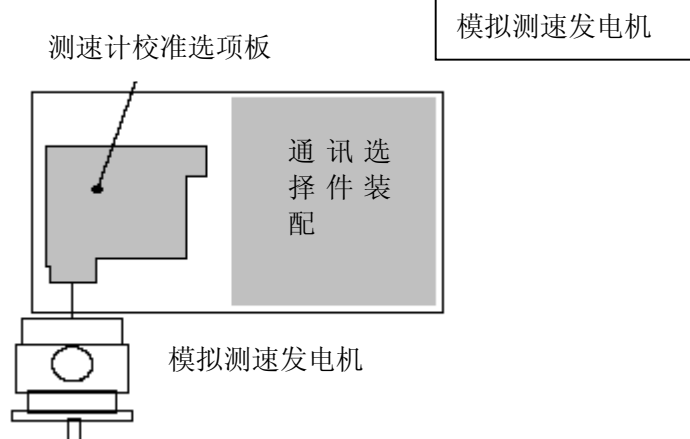 模拟测速发电机
测速计校准选项板
通讯选
择件装
配
模拟测速发电机